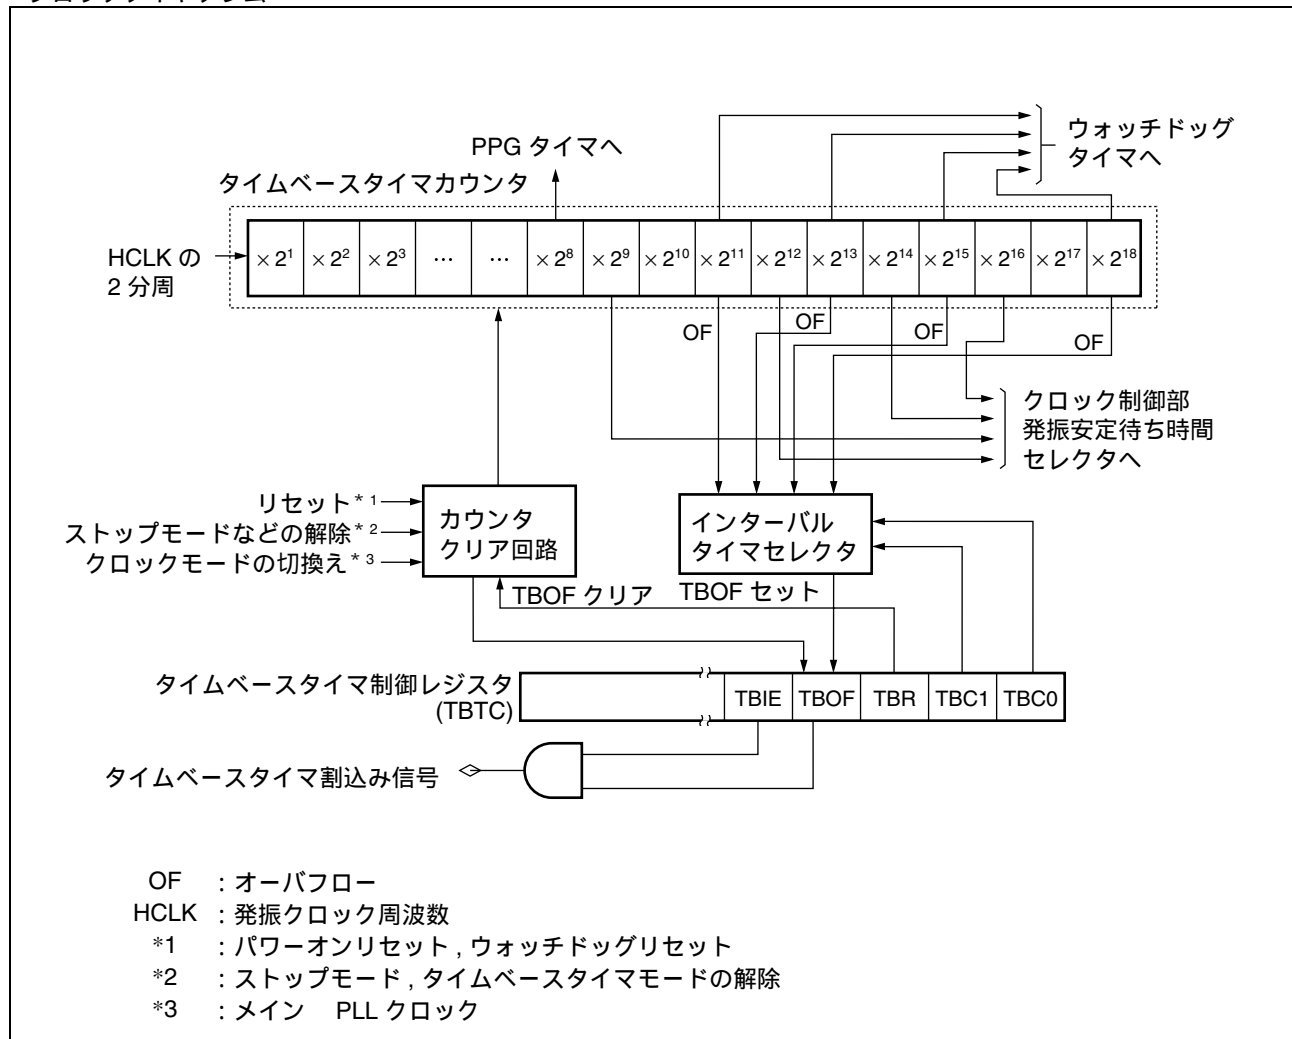 ウォッチドッグ
タイマへ
PPG タイマへ
タイムベースタイマカウンタ
HCLK の
2 分周
× 2¹ × 2² × 2³ … … × 2⁸ × 2⁹ × 2¹⁰ × 2¹¹ × 2¹² × 2¹³ × 2¹⁴ × 2¹⁵ × 2¹⁶ × 2¹⁷ × 2¹⁸
OF OF OF OF
クロック制御部
発振安定待ち時間
セレクタへ
リセット*1
ストップモードなどの解除*2
クロックモードの切換え*3
カウンタ
クリア回路
インターバル
タイマセレクタ
TBOF クリア TBOF セット
タイムベースタイマ制御レジスタ
(TBTC)
TBIE TBOF TBR TBC1 TBC0
タイムベースタイマ割込み信号
OF :オーバフロー
HCLK :発振クロック周波数
*1 :パワーオンリセット , ウォッチドッグリセット
*2 :ストップモード , タイムベースタイマモードの解除
*3 :メイン PLL クロック